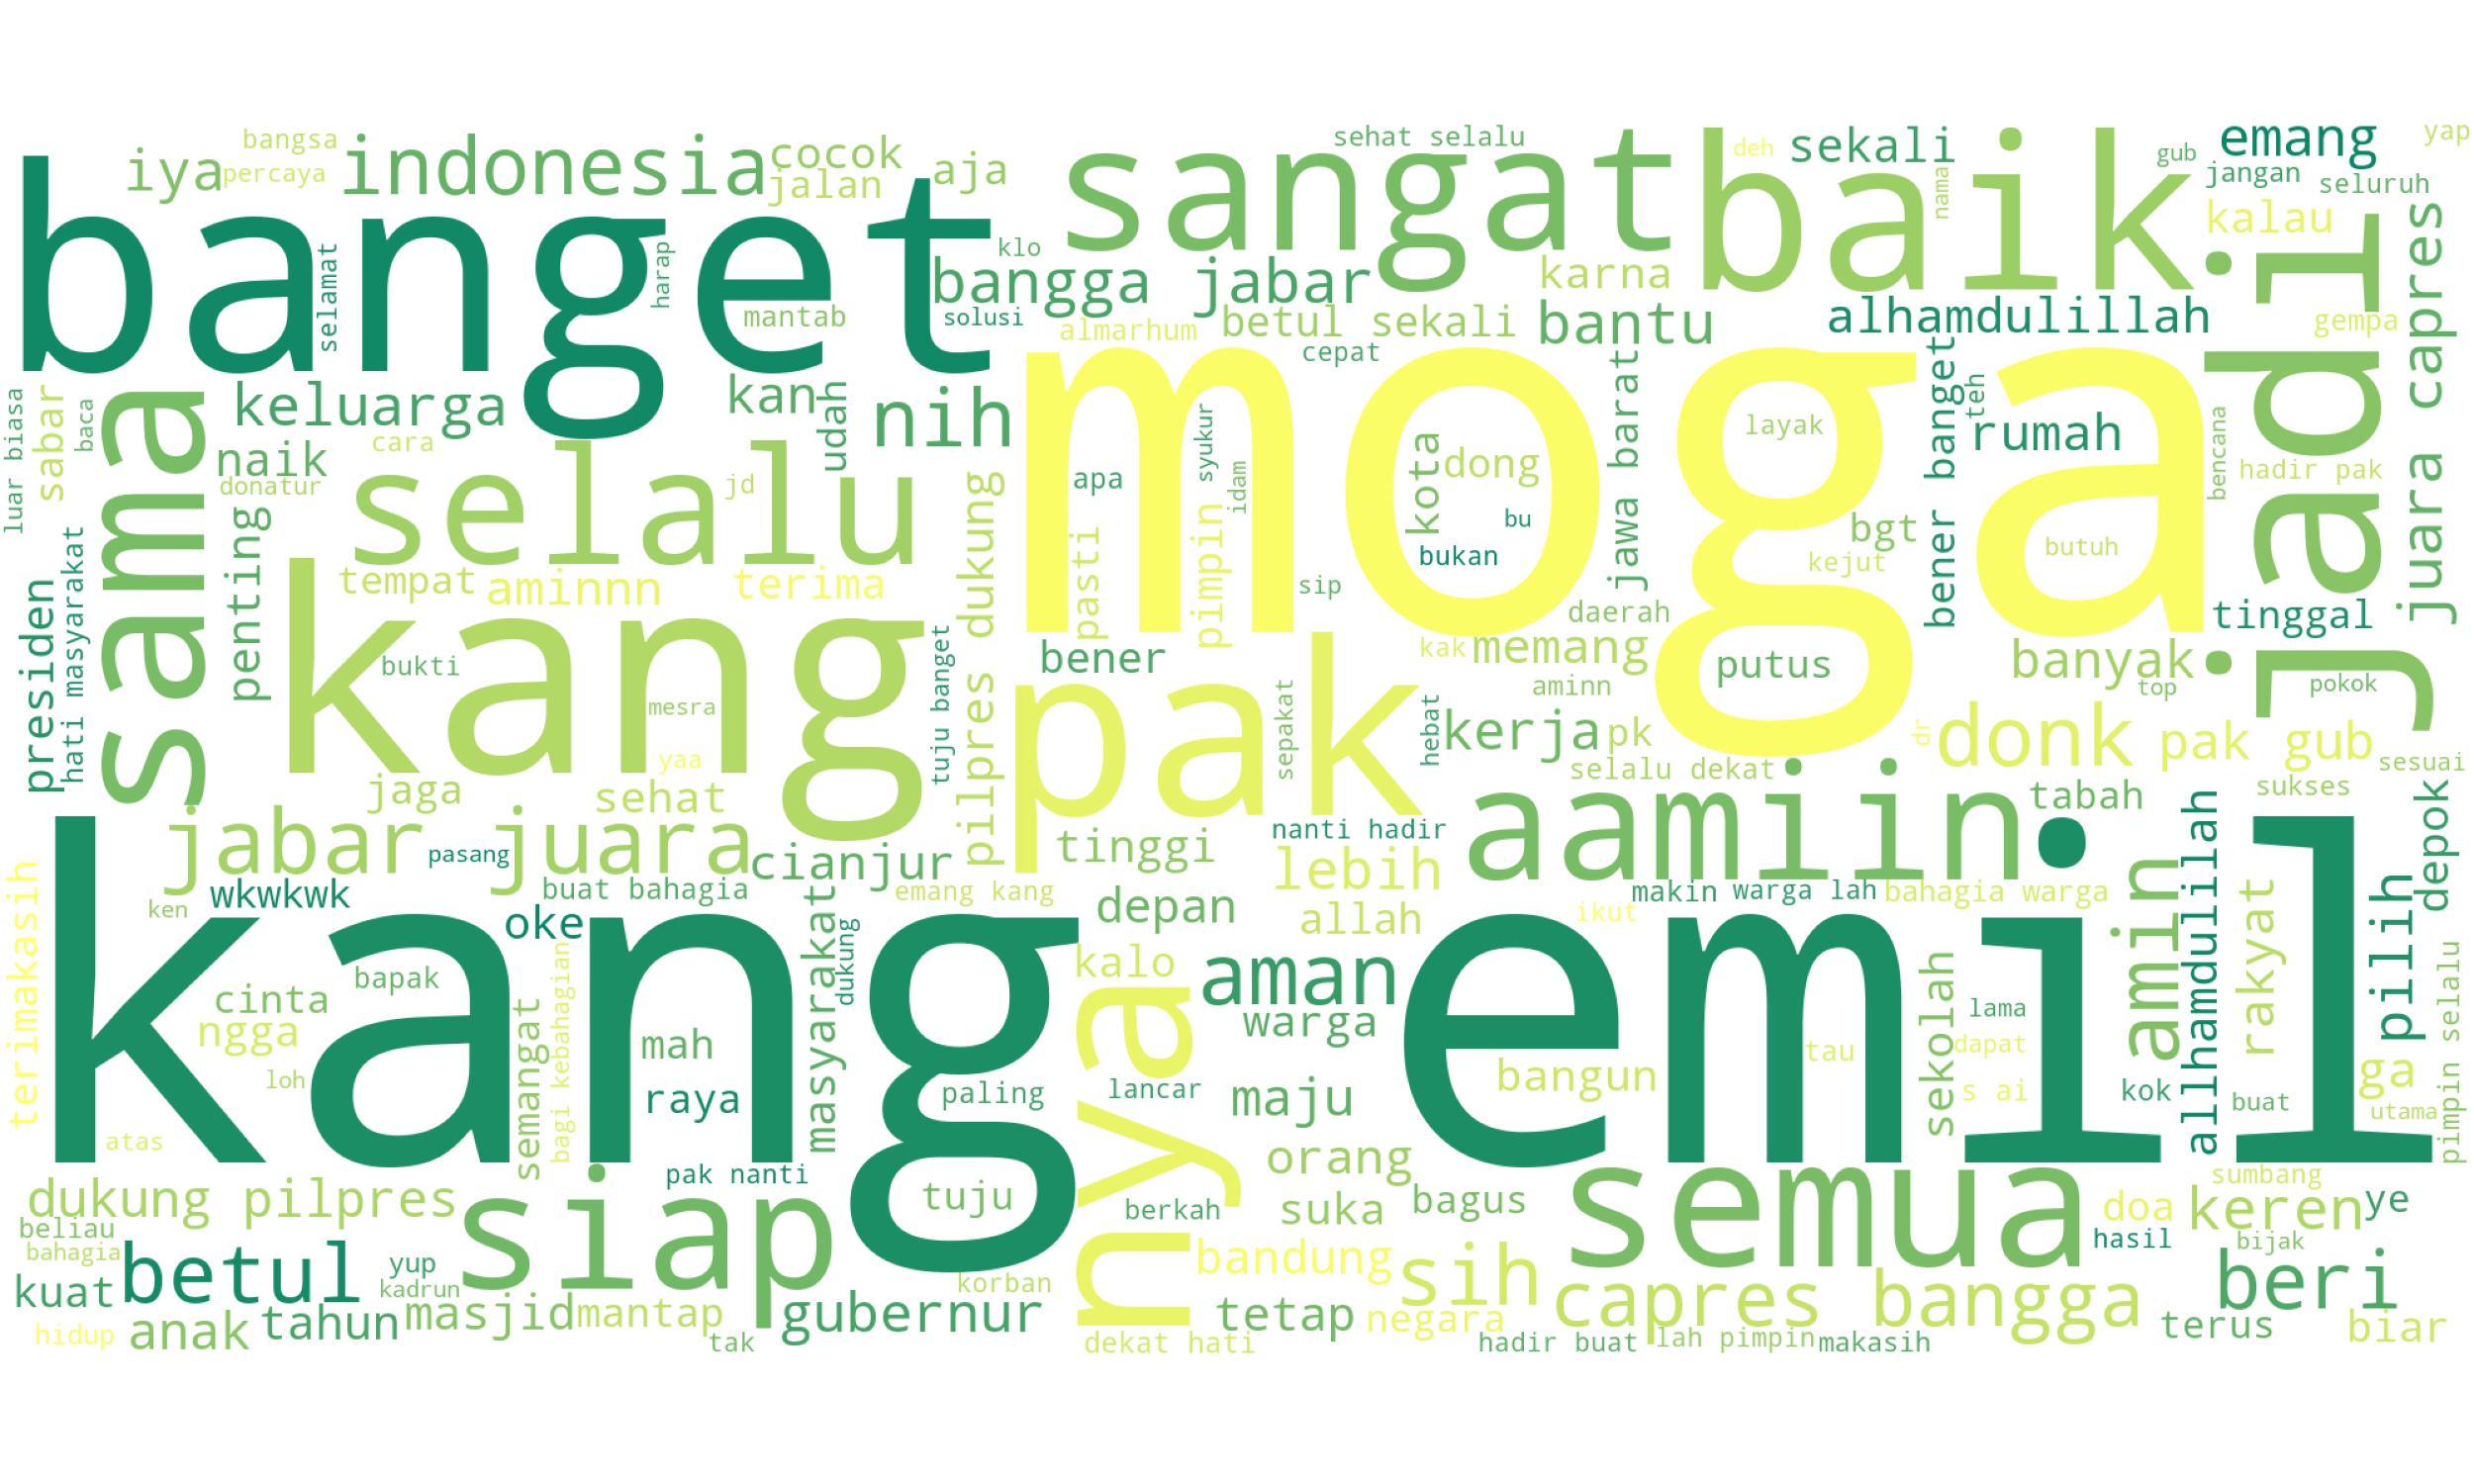 bangsa
iya
percaya
indonesia
cocok
jalan
aja
sehat selalu
sangat
baik
deh
sekali
nama
gub
emang
yap
jangan
seluruh
kalau
banget
selamat
harap
klo
bangga jabar
karna
jadi
juara capres
mantab
solusi
almarhum
betul sekali
bantu
alhamdulillah
gempa
cepat
moga
luar biasa
sabar
baca
sama
keluarga
kan
udah
nih
jawa barat
bener banget
teh
rumah
bencana
hadir pak
naik
cara
donatur
selalu
jd
apa
syukur
idam
kota
dong
layak
bu
bukan
bgt
kejut
butuh
penting
presiden
hati masyarakat
tempat
aminnn
terima
pilpres dukung
pasti
pimpin
sip
daerah
tinggal
kang
bukti
mesra
yaa
tuju banget
bener
pak
sepakat
hebat
kak
memang
aminn
putus
banyak
top
pokok
kerja
pk
dr
donk
pak gub
sesuai
jaga
sehat
selalu dekat
sukses
tabah
jabar juara
pasang
cianjur
tinggi
nanti hadir
aamiin
allhamdulilah
depok
terimakasih
ken
wkwkwk
oke
buat bahagia
emang kang
lebih
makin
warga lah
bahagia warga
amin
rakyat
pilih
kang emil
depan
allah
ikut
masyarakat
dukung
kalo
cinta
bapak
ngga
loh
semangat
bagi kebahagian
mah
raya
paling
nya
aman
warga
lancar
maju
bangun
tau
sekolah
lama
dapat
s ai
kok
buat
ga
utama
pimpin selalu
atas
pak nanti
orang
semua
sumbang
dukung pilpres
siap
tuju
berkah
suka
bagus
doa
keren
ye
beliau
bahagia
betul
yup
kadrun
korban
bandung
sih
hasil
bijak
kuat
capres bangga
beri
hidup
anak
tahun
masjid
mantap
tak
gubernur
dekat hati
tetap
negara
hadir buat
lah pimpin
makasih
terus
biar